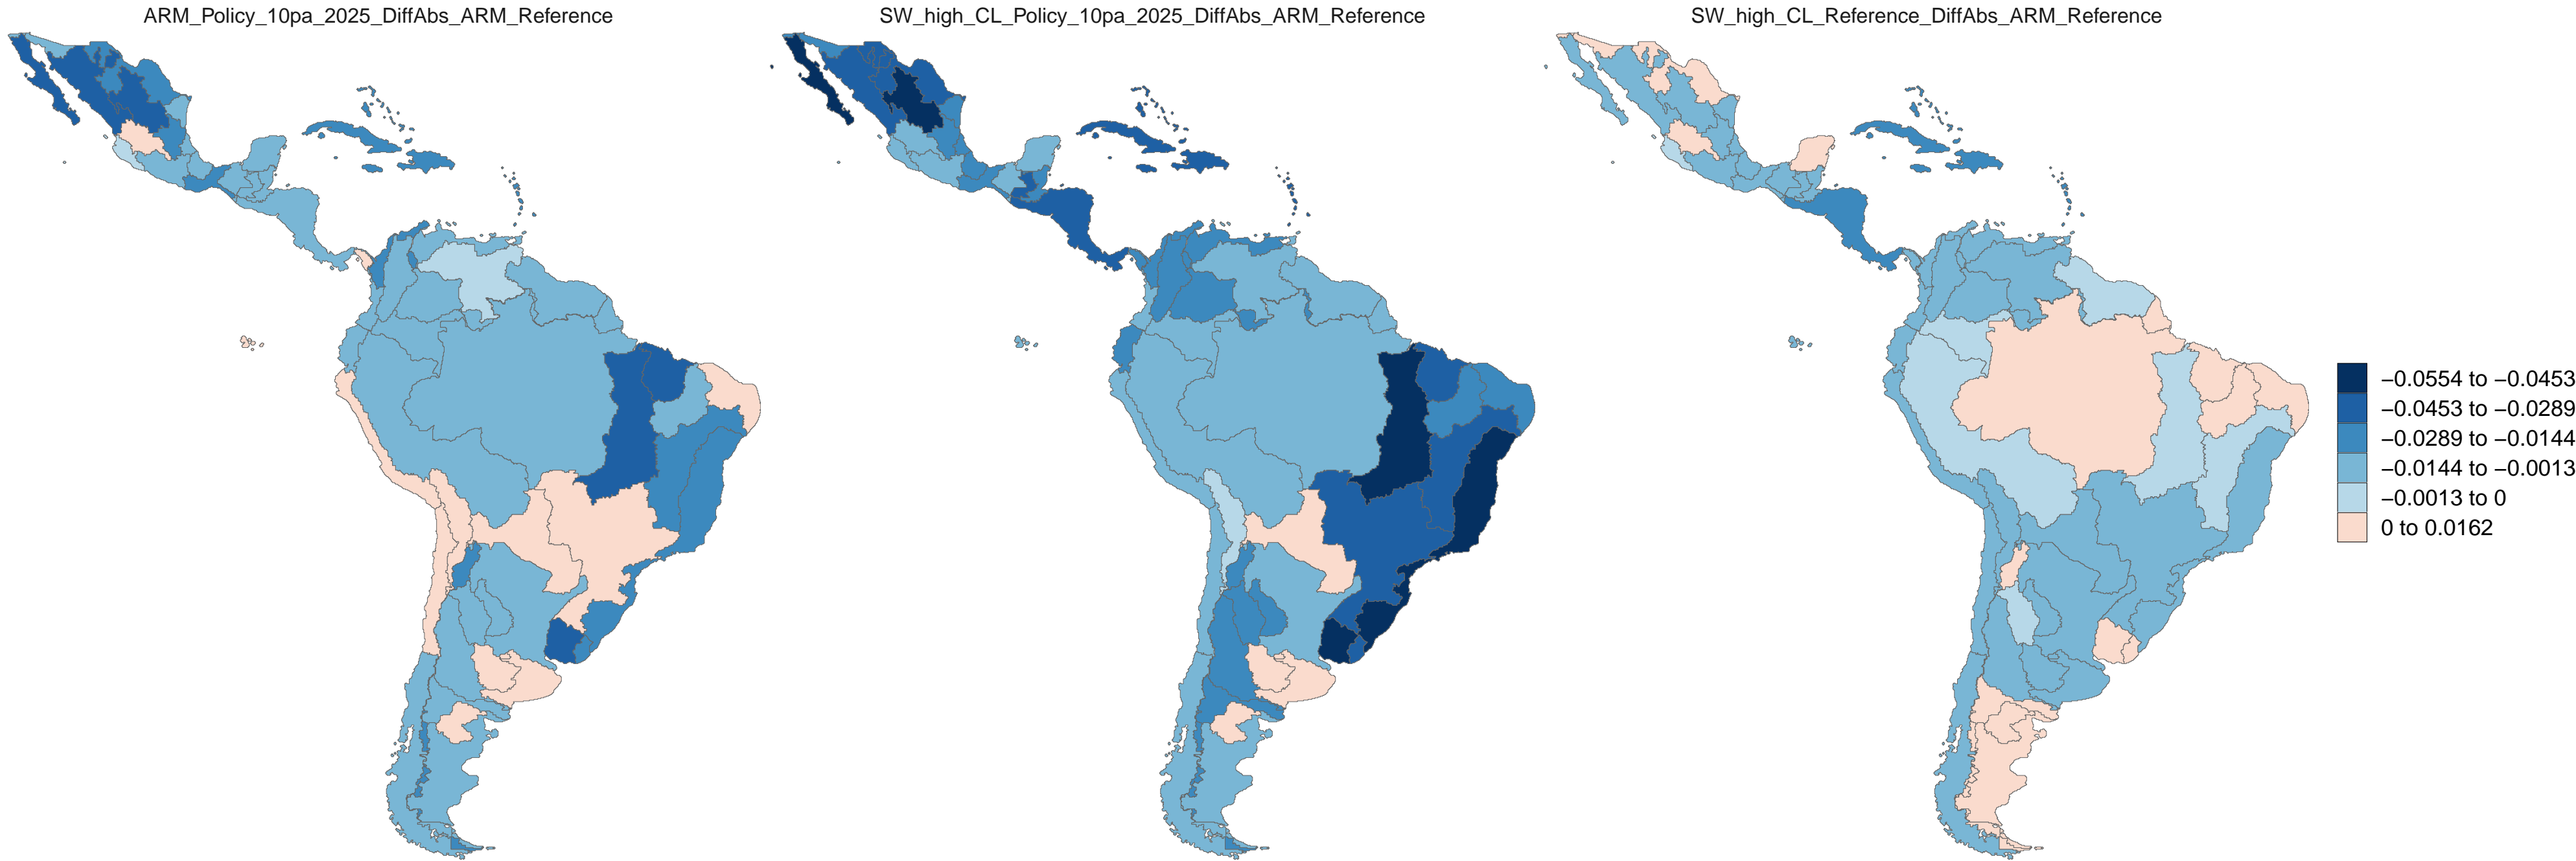 ARM_Policy_10pa_2025_DiffAbs_ARM_Reference
SW_high_CL_Policy_10pa_2025_DiffAbs_ARM_Reference
SW_high_CL_Reference_DiffAbs_ARM_Reference
−0.0554 to −0.0453
−0.0453 to −0.0289
−0.0289 to −0.0144
−0.0144 to −0.0013
−0.0013 to 0
0 to 0.0162